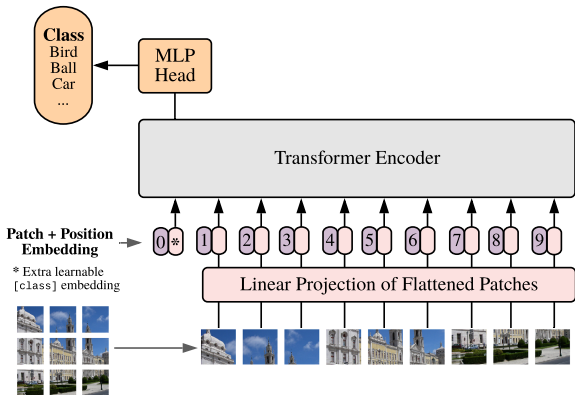 Class
Bird
Ball
Car
...
MLP
Head
Transformer Encoder
Patch + Position
Embedding
0 * 1 2 3 4 5 6 7 8 9
* Extra learnable
[class] embedding
Linear Projection of Flattened Patches